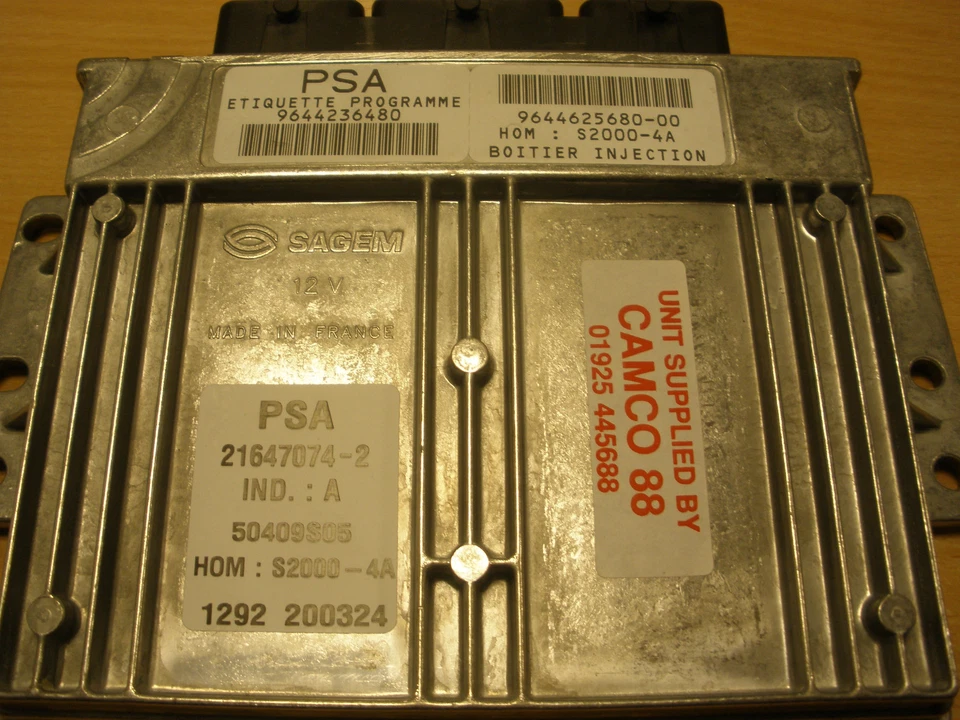 PSA
ETIQUETTE PROGRAMME
9644236480
9644625680-00
HOM : S2000-4A
BOITIER INJECTION
SAGEM
12 V
MADE IN FRANCE
PSA
21647074-2
IND. : A
50409S05
HOM : S2000-4A
1292 200324
UNIT SUPPLIED BY
CAMCO 88
01925 445688